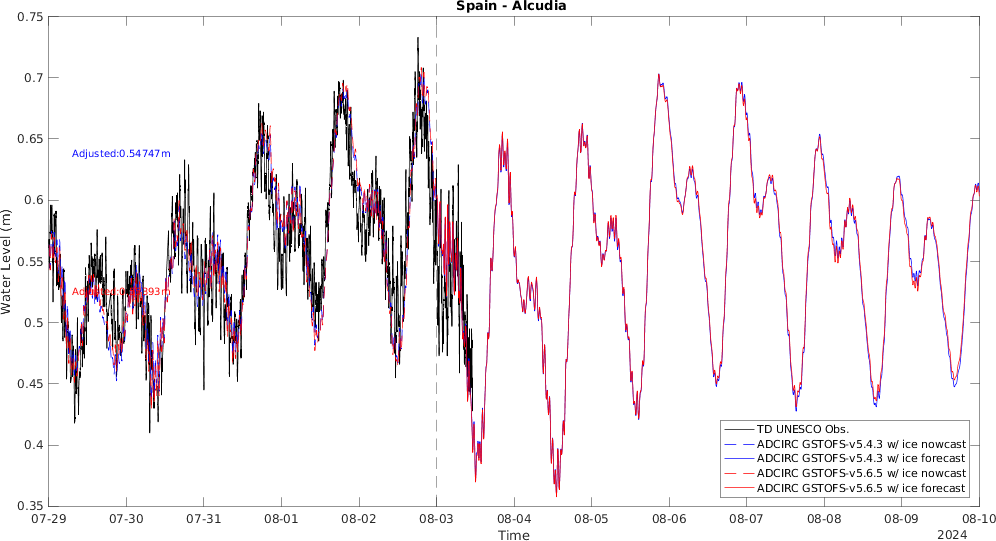 Spain - Alcudia
0.75
0.7
0.65
0.6
0.55
0.5
0.45
0.4
0.35
Water Level (m)
Adjusted:0.54747m
07-29
07-30
07-31
08-01
08-02
08-03
08-04
08-05
08-06
08-07
08-08
08-09
08-10
Time
2024
TD UNESCO Obs.
ADCIRC GSTOFS-v5.4.3 w/ ice nowcast
ADCIRC GSTOFS-v5.4.3 w/ ice forecast
ADCIRC GSTOFS-v5.6.5 w/ ice nowcast
ADCIRC GSTOFS-v5.6.5 w/ ice forecast